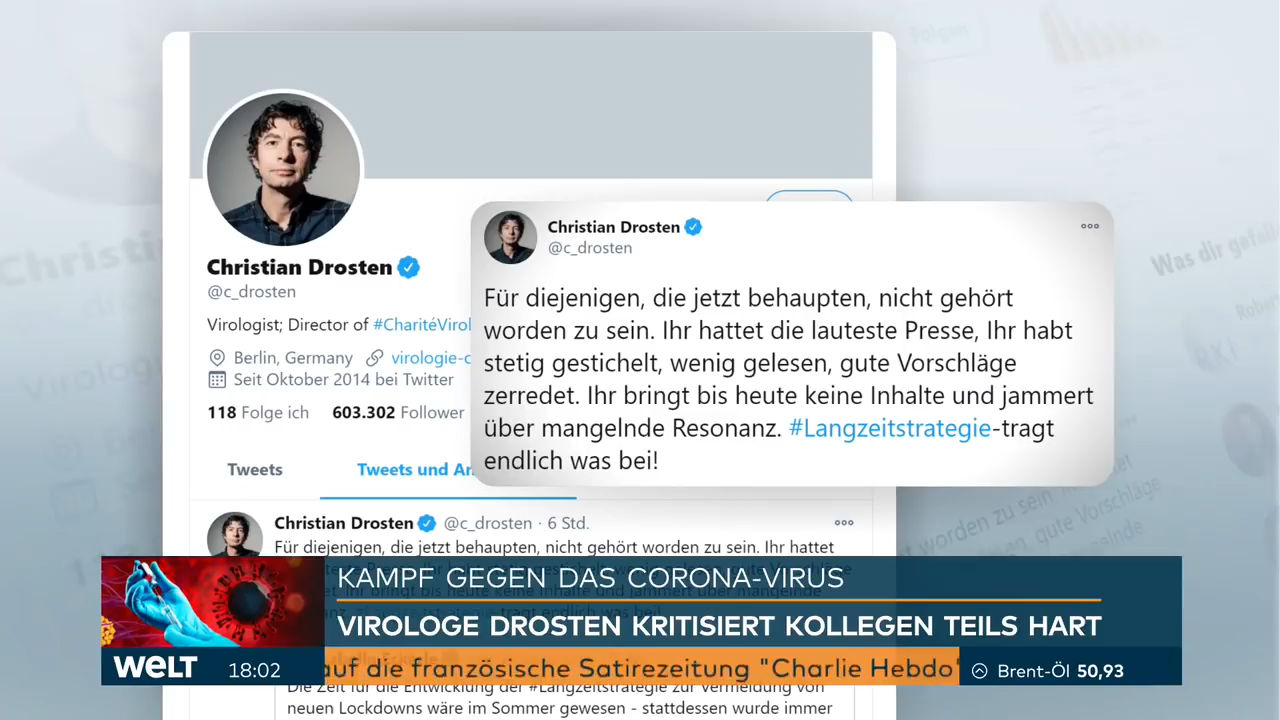 Christian Drosten
@c_drosten
Virologist; Director of #CharitéVirol
Berlin, Germany virologie-c
Seit Oktober 2014 bei Twitter
118 Folge ich 603.302 Follower
Tweets Tweets und An
Christian Drosten
@c_drosten
Für diejenigen, die jetzt behaupten, nicht gehört
worden zu sein. Ihr hattet die lauteste Presse, Ihr habt
stetig gestichelt, wenig gelesen, gute Vorschläge
zerredet. Ihr bringt bis heute keine Inhalte und jammert
über mangelnde Resonanz. #Langzeitstrategie-tragt
endlich was bei!
Christian Drosten @c_drosten · 6 Std.
Für diejenigen, die jetzt behaupten, nicht gehört worden zu sein. Ihr hattet
KAMPF GEGEN DAS CORONA-VIRUS
VIROLOGE DROSTEN KRITISIERT KOLLEGEN TEILS HART
WELT 18:02 auf die französische Satirezeitung "Charlie Hebdo" Brent-Öl 50,93
Die Zeit für die Entwicklung der #Langzeitstrategie zur Vermeidung von
neuen Lockdowns wäre im Sommer gewesen - stattdessen wurde immer
Folgen
Was dir gefäll